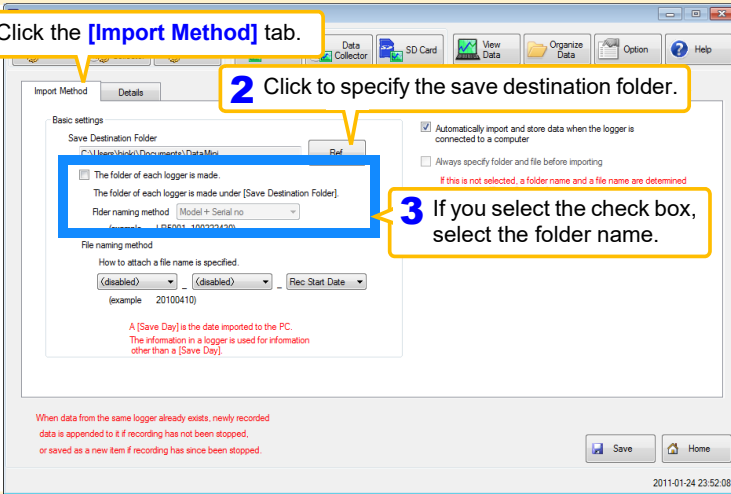 Click the [Import Method] tab.
Data
Collector
SD Card
View
Data
Organize
Data
Option
Help
Import Method
Details
2 Click to specify the save destination folder.
Basic settings
Save Destination Folder
C:\Users\hioki\Documents\DataMini
Ref
Automatically import and store data when the logger is
connected to a computer
Always specify folder and file before importing
If this is not selected, a folder name and a file name are determined
The folder of each logger is made.
The folder of each logger is made under [Save Destination Folder].
Flder naming method Model + Serial no
(example LR5001_100222420)
3 If you select the check box,
select the folder name.
File naming method
How to attach a file name is specified.
(disabled) _ (disabled) _ Rec Start Date
(example 20100410)
A [Save Day] is the date imported to the PC.
The information in a logger is used for information
other than a [Save Day].
When data from the same logger already exists, newly recorded
data is appended to it if recording has not been stopped,
or saved as a new item if recording has since been stopped.
Save
Home
2011-01-24 23:52:08